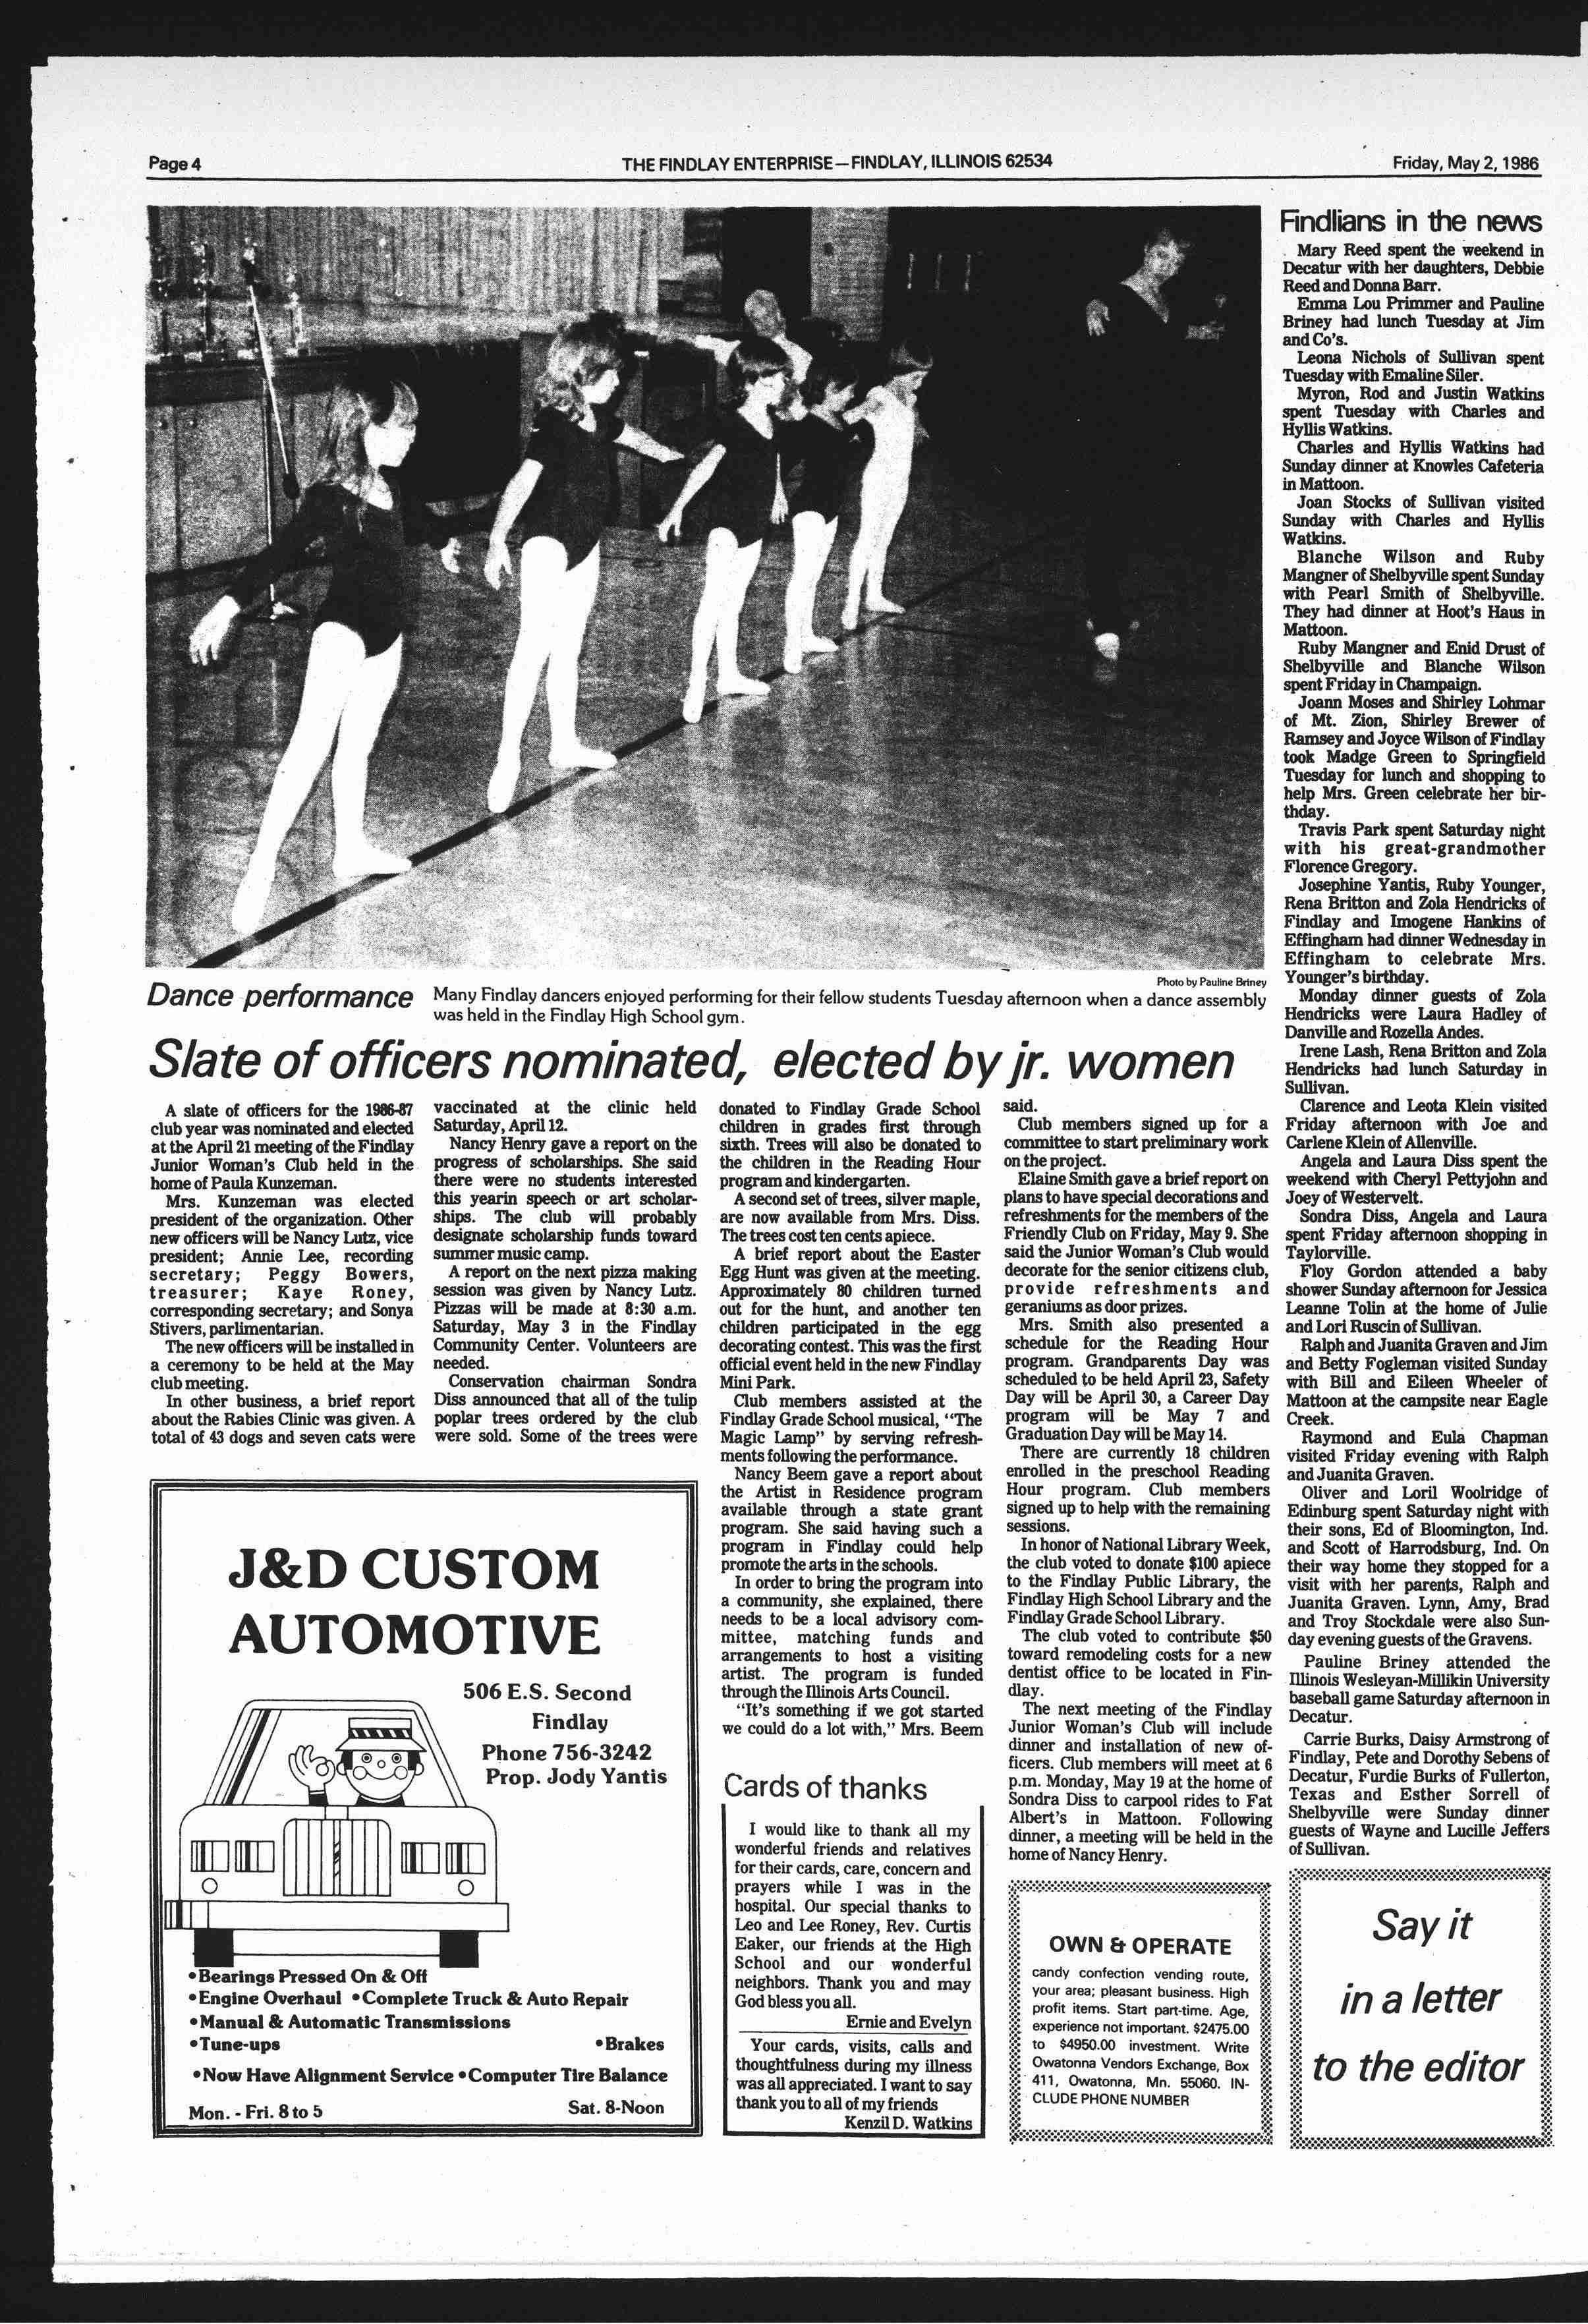 Page 4
THE FINDLAY ENTERPRISE—FINDLAY, ILLINOIS 62534
Friday, May 2, 1986
Photo by Pauline Briney
Dance performance
Many Findlay dancers enjoyed performing for their fellow students Tuesday afternoon when a dance assembly
was held in the Findlay High School gym.
Slate of officers nominated, elected by jr. women
A slate of officers for the 1986-87
club year was nominated and elected
at the April 21 meeting of the Findlay
Junior Woman's Club held in the
home of Paula Kunzeman.
Mrs. Kunzeman was elected
president of the organization. Other
new officers will be Nancy Lutz, vice
president; Annie Lee, recording
secretary; Peggy Bowers,
treasurer; Kaye Roney,
corresponding secretary; and Sonya
Stivers, parlimentarian.
The new officers will be installed in
a ceremony to be held at the May
club meeting.
In other business, a brief report
about the Rabies Clinic was given. A
total of 43 dogs and seven cats were
vaccinated at the clinic held
Saturday, April 12.
Nancy Henry gave a report on the
progress of scholarships. She said
there were no students interested
this yearin speech or art scholar-
ships. The club will probably
designate scholarship funds toward
summer music camp.
A report on the next pizza making
session was given by Nancy Lutz.
Pizzas will be made at 8:30 a.m.
Saturday, May 3 in the Findlay
Community Center. Volunteers are
needed.
Conservation chairman Sondra
Diss announced that all of the tulip
poplar trees ordered by the club
were sold. Some of the trees were
donated to Findlay Grade School
children in grades first through
sixth. Trees will also be donated to
the children in the Reading Hour
program and kindergarten.
A second set of trees, silver maple,
are now available from Mrs. Diss.
The trees cost ten cents apiece.
A brief report about the Easter
Egg Hunt was given at the meeting.
Approximately 80 children turned
out for the hunt, and another ten
children participated in the egg
decorating contest. This was the first
official event held in the new Findlay
Mini Park.
Club members assisted at the
Findlay Grade School musical, "The
Magic Lamp" by serving refresh-
ments following the performance.
Nancy Beem gave a report about
the Artist in Residence program
available through a state grant
program. She said having such a
program in Findlay could help
promote the arts in the schools.
In order to bring the program into
a community, she explained, there
needs to be a local advisory com-
mittee, matching funds and
arrangements to host a visiting
artist. The program is funded
through the Illinois Arts Council.
"It's something if we got started
we could do a lot with," Mrs. Beem
said.
Club members signed up for a
committee to start preliminary work
on the project.
Elaine Smith gave a brief report on
plans to have special decorations and
refreshments for the members of the
Friendly Club on Friday, May 9. She
said the Junior Woman's Club would
decorate for the senior citizens club,
provide refreshments and
geraniums as door prizes.
Mrs. Smith also presented a
schedule for the Reading Hour
program. Grandparents Day was
scheduled to be held April 23, Safety
Day will be April 30, a Career Day
program will be May 7 and
Graduation Day will be May 14.
There are currently 18 children
enrolled in the preschool Reading
Hour program. Club members
signed up to help with the remaining
sessions.
In honor of National Library Week,
the club voted to donate $100 apiece
to the Findlay Public Library, the
Findlay High School Library and the
Findlay Grade School Library.
The club voted to contribute $50
toward remodeling costs for a new
dentist office to be located in Fin-
dlay.
The next meeting of the Findlay
Junior Woman's Club will include
dinner and installation of new of-
ficers. Club members will meet at 6
p.m. Monday, May 19 at the home of
Sondra Diss to carpool rides to Fat
Albert's in Mattoon. Following
dinner, a meeting will be held in the
home of Nancy Henry.
J&D CUSTOM
AUTOMOTIVE
506 E.S. Second
Findlay
Phone 756-3242
Prop. Jody Yantis
•Bearings Pressed On & Off
•Engine Overhaul •Complete Truck & Auto Repair
•Manual & Automatic Transmissions
•Tune-ups •Brakes
•Now Have Alignment Service •Computer Tire Balance
Mon. - Fri. 8 to 5 Sat. 8-Noon
Cards of thanks
I would like to thank all my
wonderful friends and relatives
for their cards, care, concern and
prayers while I was in the
hospital. Our special thanks to
Leo and Lee Roney, Rev. Curtis
Eaker, our friends at the High
School and our wonderful
neighbors. Thank you and may
God bless you all.
Ernie and Evelyn
Your cards, visits, calls and
thoughtfulness during my illness
was all appreciated. I want to say
thank you to all of my friends
Kenzil D. Watkins
OWN & OPERATE
candy confection vending route,
your area; pleasant business. High
profit items. Start part-time. Age,
experience not important. $2475.00
to $4950.00 investment. Write
Owatonna Vendors Exchange, Box
411, Owatonna, Mn. 55060. IN-
CLUDE PHONE NUMBER
Findlians in the news
Mary Reed spent the weekend in
Decatur with her daughters, Debbie
Reed and Donna Barr.
Emma Lou Primmer and Pauline
Briney had lunch Tuesday at Jim
and Co's.
Leona Nichols of Sullivan spent
Tuesday with Emaline Siler.
Myron, Rod and Justin Watkins
spent Tuesday with Charles and
Hyllis Watkins.
Charles and Hyllis Watkins had
Sunday dinner at Knowles Cafeteria
in Mattoon.
Joan Stocks of Sullivan visited
Sunday with Charles and Hyllis
Watkins.
Blanche Wilson and Ruby
Mangner of Shelbyville spent Sunday
with Pearl Smith of Shelbyville.
They had dinner at Hoot's Haus in
Mattoon.
Ruby Mangner and Enid Drust of
Shelbyville and Blanche Wilson
spent Friday in Champaign.
Joann Moses and Shirley Lohmar
of Mt. Zion, Shirley Brewer of
Ramsey and Joyce Wilson of Findlay
took Madge Green to Springfield
Tuesday for lunch and shopping to
help Mrs. Green celebrate her bir-
thday.
Travis Park spent Saturday night
with his great-grandmother
Florence Gregory.
Josephine Yantis, Ruby Younger,
Rena Britton and Zola Hendricks of
Findlay and Imogene Hankins of
Effingham had dinner Wednesday in
Effingham to celebrate Mrs.
Younger's birthday.
Monday dinner guests of Zola
Hendricks were Laura Hadley of
Danville and Rozella Andes.
Irene Lash, Rena Britton and Zola
Hendricks had lunch Saturday in
Sullivan.
Clarence and Leota Klein visited
Friday afternoon with Joe and
Carlene Klein of Allenville.
Angela and Laura Diss spent the
weekend with Cheryl Pettyjohn and
Joey of Westervelt.
Sondra Diss, Angela and Laura
spent Friday afternoon shopping in
Taylorville.
Floy Gordon attended a baby
shower Sunday afternoon for Jessica
Leanne Tolin at the home of Julie
and Lori Ruscin of Sullivan.
Ralph and Juanita Graven and Jim
and Betty Fogleman visited Sunday
with Bill and Eileen Wheeler of
Mattoon at the campsite near Eagle
Creek.
Raymond and Eula Chapman
visited Friday evening with Ralph
and Juanita Graven.
Oliver and Loril Woolridge of
Edinburg spent Saturday night with
their sons, Ed of Bloomington, Ind.
and Scott of Harrodsburg, Ind. On
their way home they stopped for a
visit with her parents, Ralph and
Juanita Graven. Lynn, Amy, Brad
and Troy Stockdale were also Sun-
day evening guests of the Gravens.
Pauline Briney attended the
Illinois Wesleyan-Millikin University
baseball game Saturday afternoon in
Decatur.
Carrie Burks, Daisy Armstrong of
Findlay, Pete and Dorothy Sebens of
Decatur, Furdie Burks of Fullerton,
Texas and Esther Sorrell of
Shelbyville were Sunday dinner
guests of Wayne and Lucille Jeffers
of Sullivan.
Say it
in a letter
to the editor